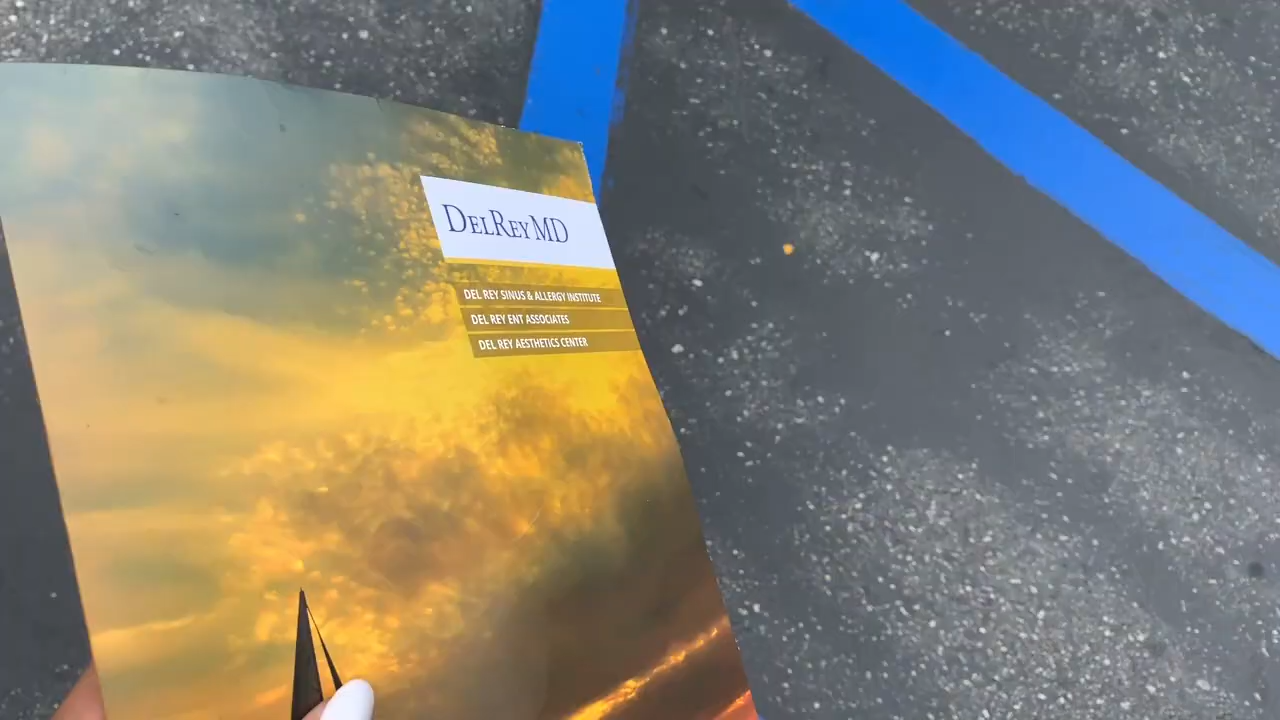 DELREYMD
DEL REY SINUS & ALLERGY INSTITUTE
DEL REY ENT ASSOCIATES
DEL REY AESTHETICS CENTER